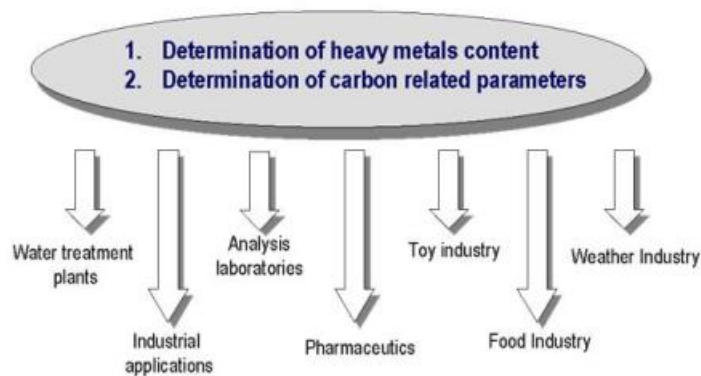 1. Determination of heavy metals content
2. Determination of carbon related parameters
Water treatment
plants
Industrial
applications
Analysis
laboratories
Pharmaceutics
Toy industry
Food Industry
Weather Industry